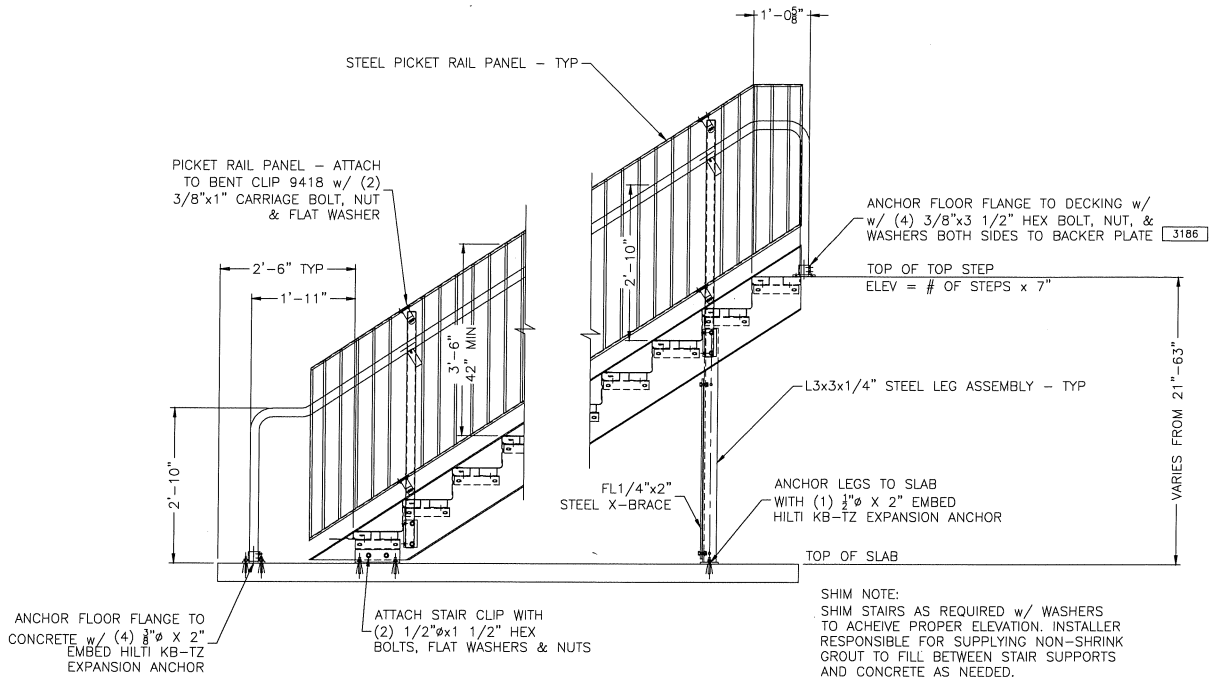 1'-0⅝"
STEEL PICKET RAIL PANEL - TYP
PICKET RAIL PANEL - ATTACH
TO BENT CLIP 9418 w/ (2)
3/8"x1" CARRIAGE BOLT, NUT
& FLAT WASHER
ANCHOR FLOOR FLANGE TO DECKING w/
w/ (4) 3/8"x3 1/2" HEX BOLT, NUT, &
WASHERS BOTH SIDES TO BACKER PLATE
3186
2'-6" TYP
1'-11"
TOP OF TOP STEP
ELEV = # OF STEPS x 7"
2'-10"
3'-6"
42" MIN
L3x3x1/4" STEEL LEG ASSEMBLY - TYP
VARIES FROM 21"-63"
2'-10"
FL1/4"x2"
STEEL X-BRACE
ANCHOR LEGS TO SLAB
WITH (1) ½"ø X 2" EMBED
HILTI KB-TZ EXPANSION ANCHOR
TOP OF SLAB
ANCHOR FLOOR FLANGE TO
CONCRETE w/ (4) ⅜"ø X 2"
EMBED HILTI KB-TZ
EXPANSION ANCHOR
ATTACH STAIR CLIP WITH
(2) 1/2"øx1 1/2" HEX
BOLTS, FLAT WASHERS & NUTS
SHIM NOTE:
SHIM STAIRS AS REQUIRED w/ WASHERS
TO ACHEIVE PROPER ELEVATION. INSTALLER
RESPONSIBLE FOR SUPPLYING NON-SHRINK
GROUT TO FILL BETWEEN STAIR SUPPORTS
AND CONCRETE AS NEEDED.